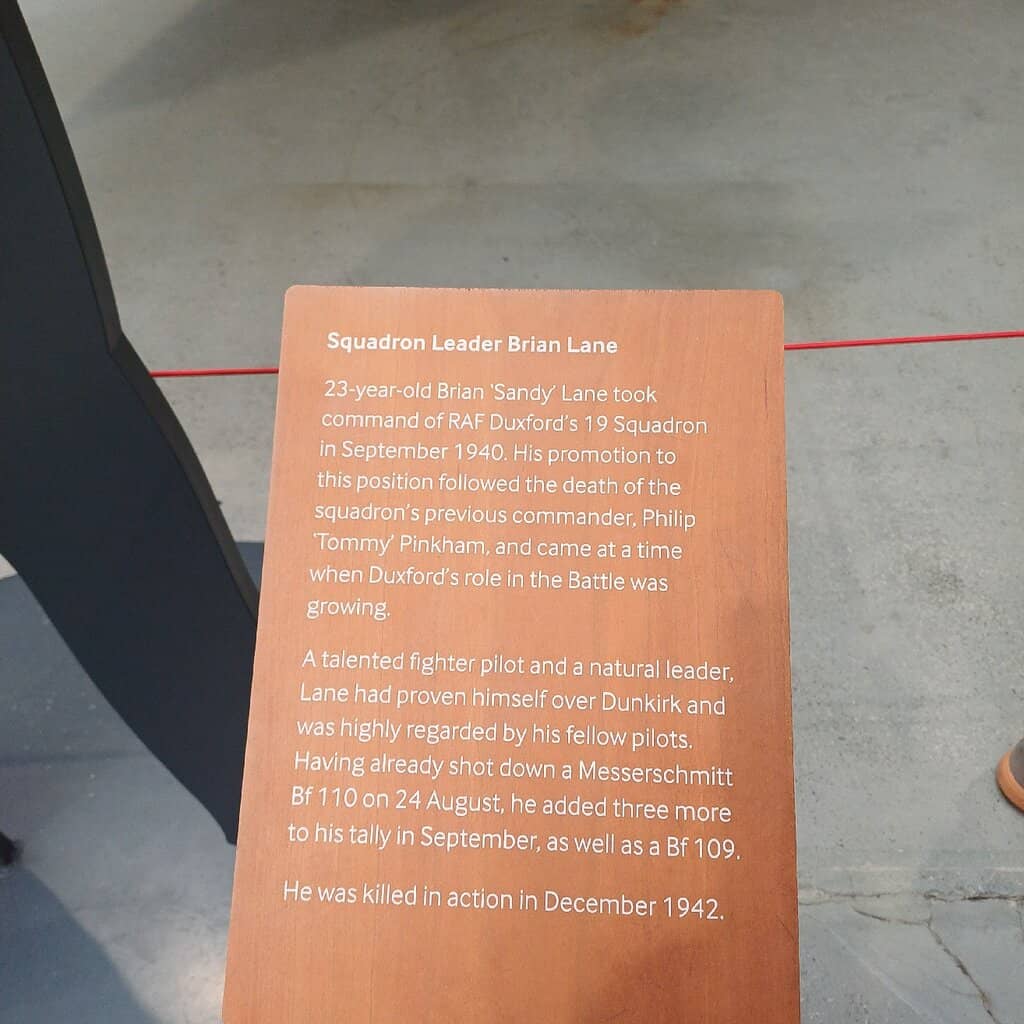 Squadron Leader Brian Lane
23-year-old Brian ‘Sandy’ Lane took
command of RAF Duxford’s 19 Squadron
in September 1940. His promotion to
this position followed the death of the
squadron’s previous commander, Philip
‘Tommy’ Pinkham, and came at a time
when Duxford’s role in the Battle was
growing.
A talented fighter pilot and a natural leader,
Lane had proven himself over Dunkirk and
was highly regarded by his fellow pilots.
Having already shot down a Messerschmitt
Bf 110 on 24 August, he added three more
to his tally in September, as well as a Bf 109.
He was killed in action in December 1942.